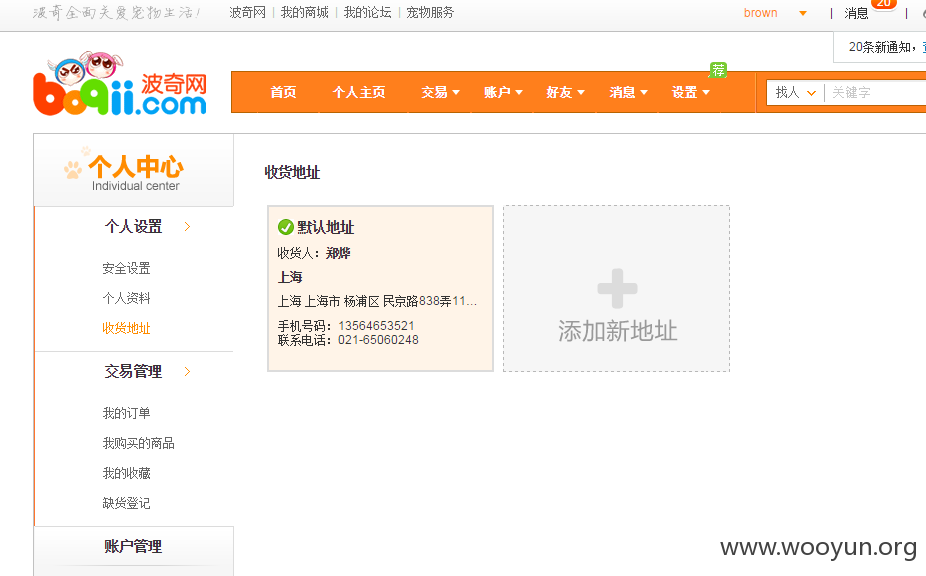 波奇全面关爱宠物生活!
波奇网 我的商城 我的论坛 宠物服务
brown 消息 20
20条新通知，
boqii.com 波奇网
荐
首页 个人主页 交易 账户 好友 消息 设置 找人 关键字
个人中心
Individual center
个人设置
安全设置
个人资料
收货地址
交易管理
我的订单
我购买的商品
我的收藏
缺货登记
账户管理
收货地址
默认地址
收货人：郑烨
上海
上海 上海市 杨浦区 民京路838弄11...
手机号码：13564653521
联系电话：021-65060248
添加新地址
www.wooyun.org